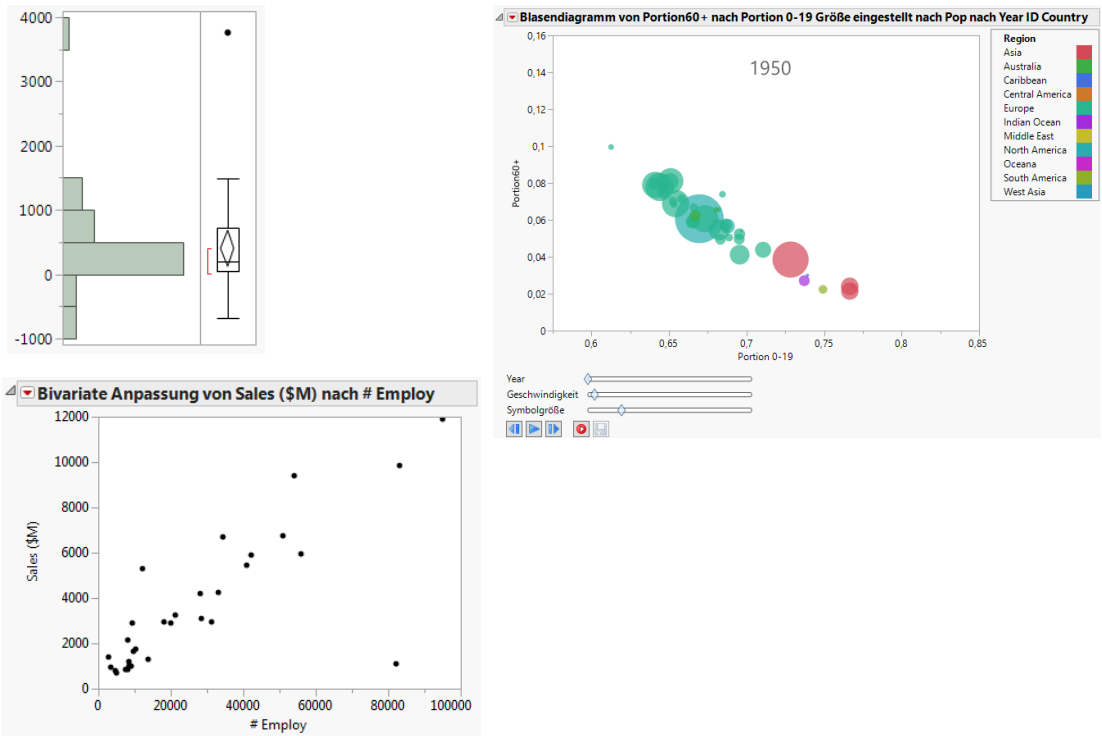 4000
3000
2000
1000
0
-1000
Blasendiagramm von Portion60+ nach Portion 0-19 Größe eingestellt nach Pop nach Year ID Country
0,16
0,14
0,12
0,1
0,08
0,06
0,04
0,02
0
Portion60+
1950
0,6 0,65 0,7 0,75 0,8 0,85
Portion 0-19
Region
Asia
Australia
Caribbean
Central America
Europe
Indian Ocean
Middle East
North America
Oceana
South America
West Asia
Year
Geschwindigkeit
Symbolgröße
Bivariate Anpassung von Sales ($M) nach # Employ
12000
10000
8000
6000
4000
2000
0
Sales ($M)
0 20000 40000 60000 80000 100000
# Employ